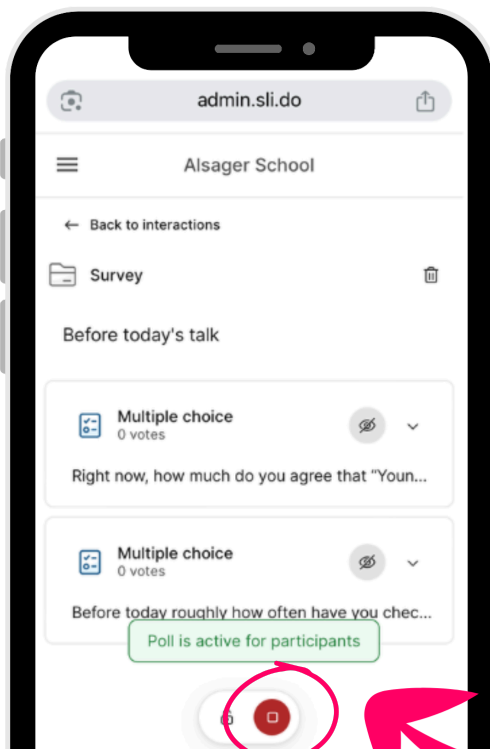 admin.sli.do
Alsager School
← Back to interactions
Survey
Before today's talk
Multiple choice
0 votes
Right now, how much do you agree that “Youn...
Multiple choice
0 votes
Before today roughly how often have you chec...
Poll is active for participants